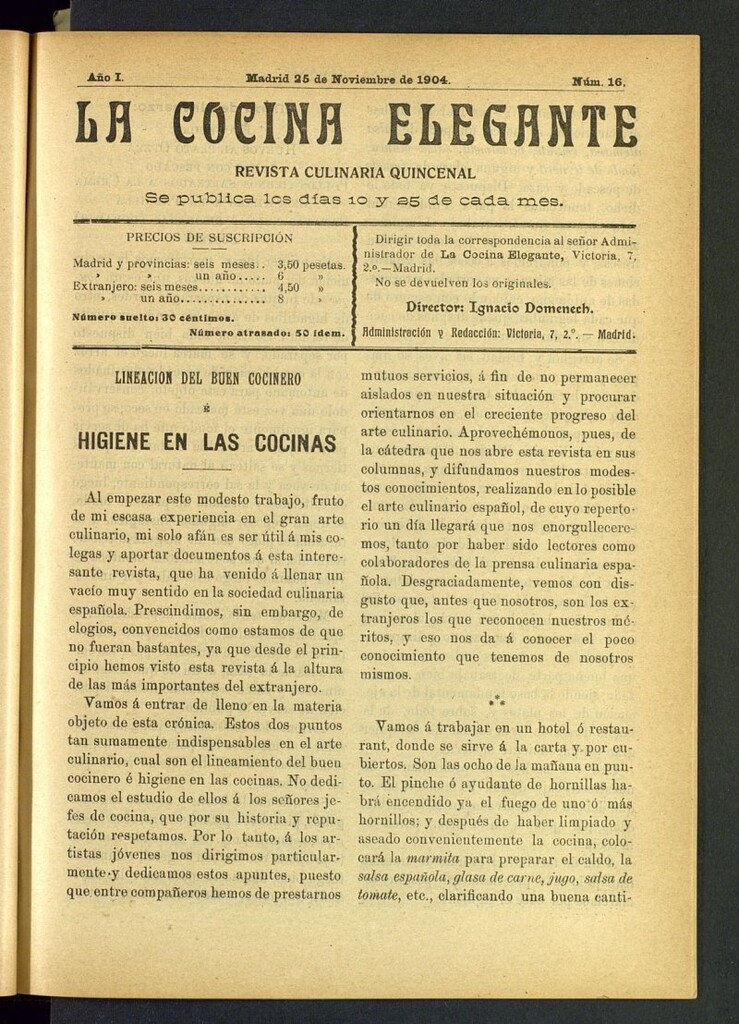 Año I.
Madrid 25 de Noviembre de 1904.
Núm. 16.
LA COCINA ELEGANTE
REVISTA CULINARIA QUINCENAL
Se publica los días 10 y 25 de cada mes.
PRECIOS DE SUSCRIPCIÓN
Madrid y provincias: seis meses.. 3,50 pesetas.
› › un año..... 6 »
Extranjero: seis meses........... 4,50 »
›. un año.............. 8 ›
Número suelto: 30 céntimos.
Número atrasado: 50 ídem.
Dirigir toda la correspondencia al señor Admi-
nistrador de La Cocina Elegante, Victoria, 7,
2.º.—Madrid.
No se devuelven los originales.
Director: Ignacio Domenech.
Administración y Redacción: Victoria, 7, 2.º. — Madrid.
LINEACION DEL BUEN COCINERO
É
HIGIENE EN LAS COCINAS
Al empezar este modesto trabajo, fruto
de mi escasa experiencia en el gran arte
culinario, mi solo afán es ser útil á mis co-
legas y aportar documentos á esta intere-
sante revista, que ha venido á llenar un
vacío muy sentido en la sociedad culinaria
española. Prescindimos, sin embargo, de
elogios, convencidos como estamos de que
no fueran bastantes, ya que desde el prin-
cipio hemos visto esta revista á la altura
de las más importantes del extranjero.
Vamos á entrar de lleno en la materia
objeto de esta crónica. Estos dos puntos
tan sumamente indispensables en el arte
culinario, cual son el lineamiento del buen
cocinero é higiene en las cocinas. No dedi-
camos el estudio de ellos á los señores je-
fes de cocina, que por su historia y repu-
tación respetamos. Por lo tanto, á los ar-
tistas jóvenes nos dirigimos particular-
mente y dedicamos estos apuntes, puesto
que entre compañeros hemos de prestarnos
mutuos servicios, á fin de no permanecer
aislados en nuestra situación y procurar
orientarnos en el creciente progreso del
arte culinario. Aprovechémonos, pues, de
la cátedra que nos abre esta revista en sus
columnas, y difundamos nuestros modes-
tos conocimientos, realizando en lo posible
el arte culinario español, de cuyo reperto-
rio un día llegará que nos enorgullecere-
mos, tanto por haber sido lectores como
colaboradores de la prensa culinaria espa-
ñola. Desgraciadamente, vemos con dis-
gusto que, antes que nosotros, son los ex-
tranjeros los que reconocen nuestros mé-
ritos, y eso nos da á conocer el poco
conocimiento que tenemos de nosotros
mismos.
⁂
Vamos á trabajar en un hotel ó restau-
rant, donde se sirve á la carta y por cu-
biertos. Son las ocho de la mañana en pun-
to. El pinche ó ayudante de hornillas ha-
brá encendido ya el fuego de uno ó más
hornillos; y después de haber limpiado y
aseado convenientemente la cocina, colo-
cará la marmita para preparar el caldo, la
salsa española, glasa de carne, jugo, salsa de
tomate, etc., clarificando una buena canti-